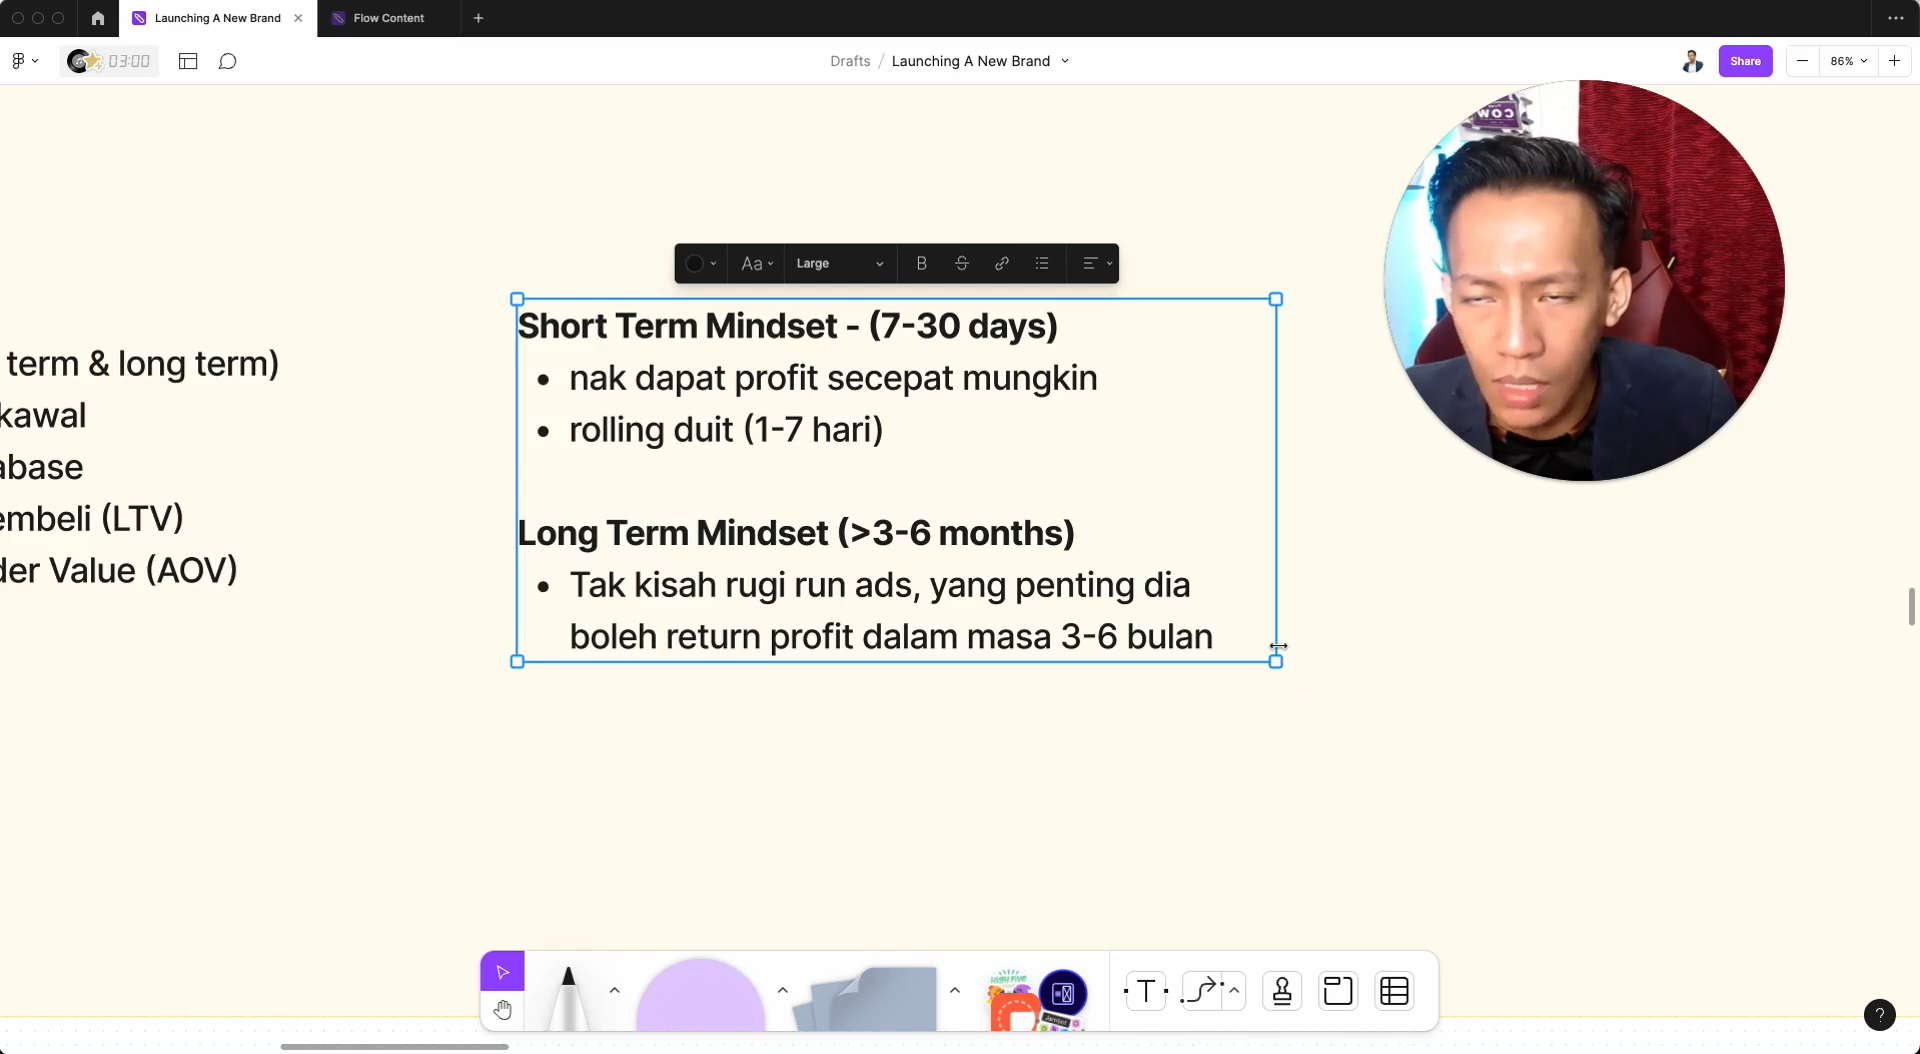 Launching A New Brand
Flow Content
03:00
Drafts / Launching A New Brand
Share
86%
Aa
Large
B
S
Short Term Mindset - (7-30 days)
• nak dapat profit secepat mungkin
• rolling duit (1-7 hari)
Long Term Mindset (>3-6 months)
• Tak kisah rugi run ads, yang penting dia
boleh return profit dalam masa 3-6 bulan
term & long term)
kawal
abase
embeli (LTV)
der Value (AOV)
HIGH FIVE
T
?